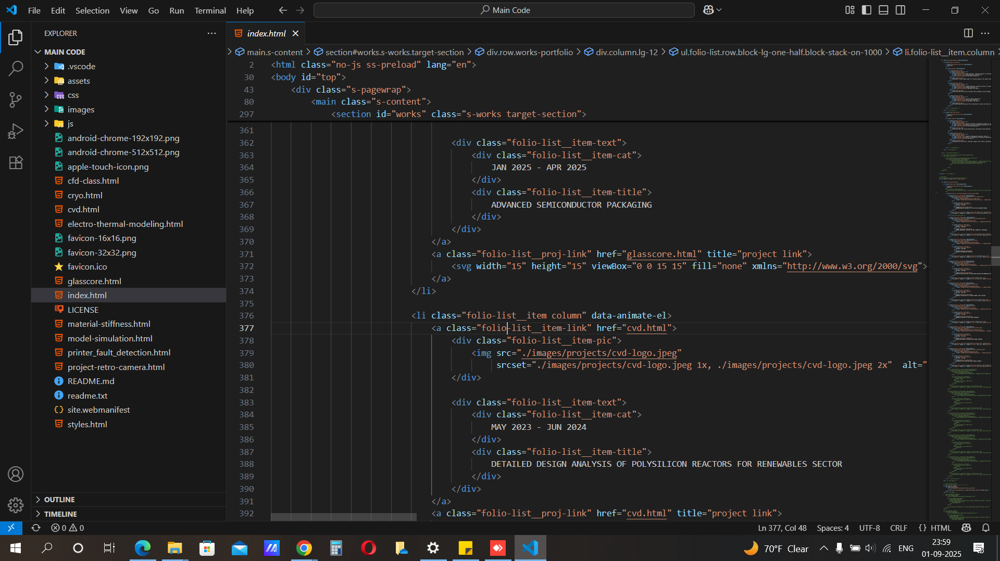 File Edit Selection View Go Run Terminal Help
Main Code
EXPLORER
index.html
MAIN CODE
.vscode
assets
css
images
js
android-chrome-192x192.png
android-chrome-512x512.png
apple-touch-icon.png
cfd-class.html
cryo.html
cvd.html
electro-thermal-modeling.html
favicon-16x16.png
favicon-32x32.png
favicon.ico
glasscore.html
index.html
LICENSE
material-stiffness.html
model-simulation.html
printer_fault_detection.html
project-retro-camera.html
README.md
readme.txt
site.webmanifest
styles.html
OUTLINE
TIMELINE
main.s-content > section#works.s-works.target-section > div.row.works-portfolio > div.column.lg-12 > ul.folio-list.row.block-lg-one-half.block-stack-on-1000 > li.folio-list__item.column
2 <html class="no-js ss-preload" lang="en">
30 <body id="top">
43 <div class="s-pagewrap">
80 <main class="s-content">
297 <section id="works" class="s-works target-section">
361
362 <div class="folio-list__item-text">
363 <div class="folio-list__item-cat">
364 JAN 2025 - APR 2025
365 </div>
366 <div class="folio-list__item-title">
367 ADVANCED SEMICONDUCTOR PACKAGING
368 </div>
369 </div>
370 </a>
371 <a class="folio-list__proj-link" href="glasscore.html" title="project link">
372 <svg width="15" height="15" viewBox="0 0 15 15" fill="none" xmlns="http://www.w3.org/2000/svg">
373 </a>
374 </li>
375
376 <li class="folio-list__item column" data-animate-el>
377 <a class="folio-list__item-link" href="cvd.html">
378 <div class="folio-list__item-pic">
379 <img src="./images/projects/cvd-logo.jpeg"
380 srcset="./images/projects/cvd-logo.jpeg 1x, ./images/projects/cvd-logo.jpeg 2x" alt="
381 </div>
382
383 <div class="folio-list__item-text">
384 <div class="folio-list__item-cat">
385 MAY 2023 - JUN 2024
386 </div>
387 <div class="folio-list__item-title">
388 DETAILED DESIGN ANALYSIS OF POLYSILICON REACTORS FOR RENEWABLES SECTOR
389 </div>
390 </div>
391 </a>
392 <a class="folio-list__proj-link" href="cvd.html" title="project link">
0 0
Ln 377, Col 48 Spaces: 4 UTF-8 CRLF {} HTML
70°F Clear
ENG
23:59
01-09-2025